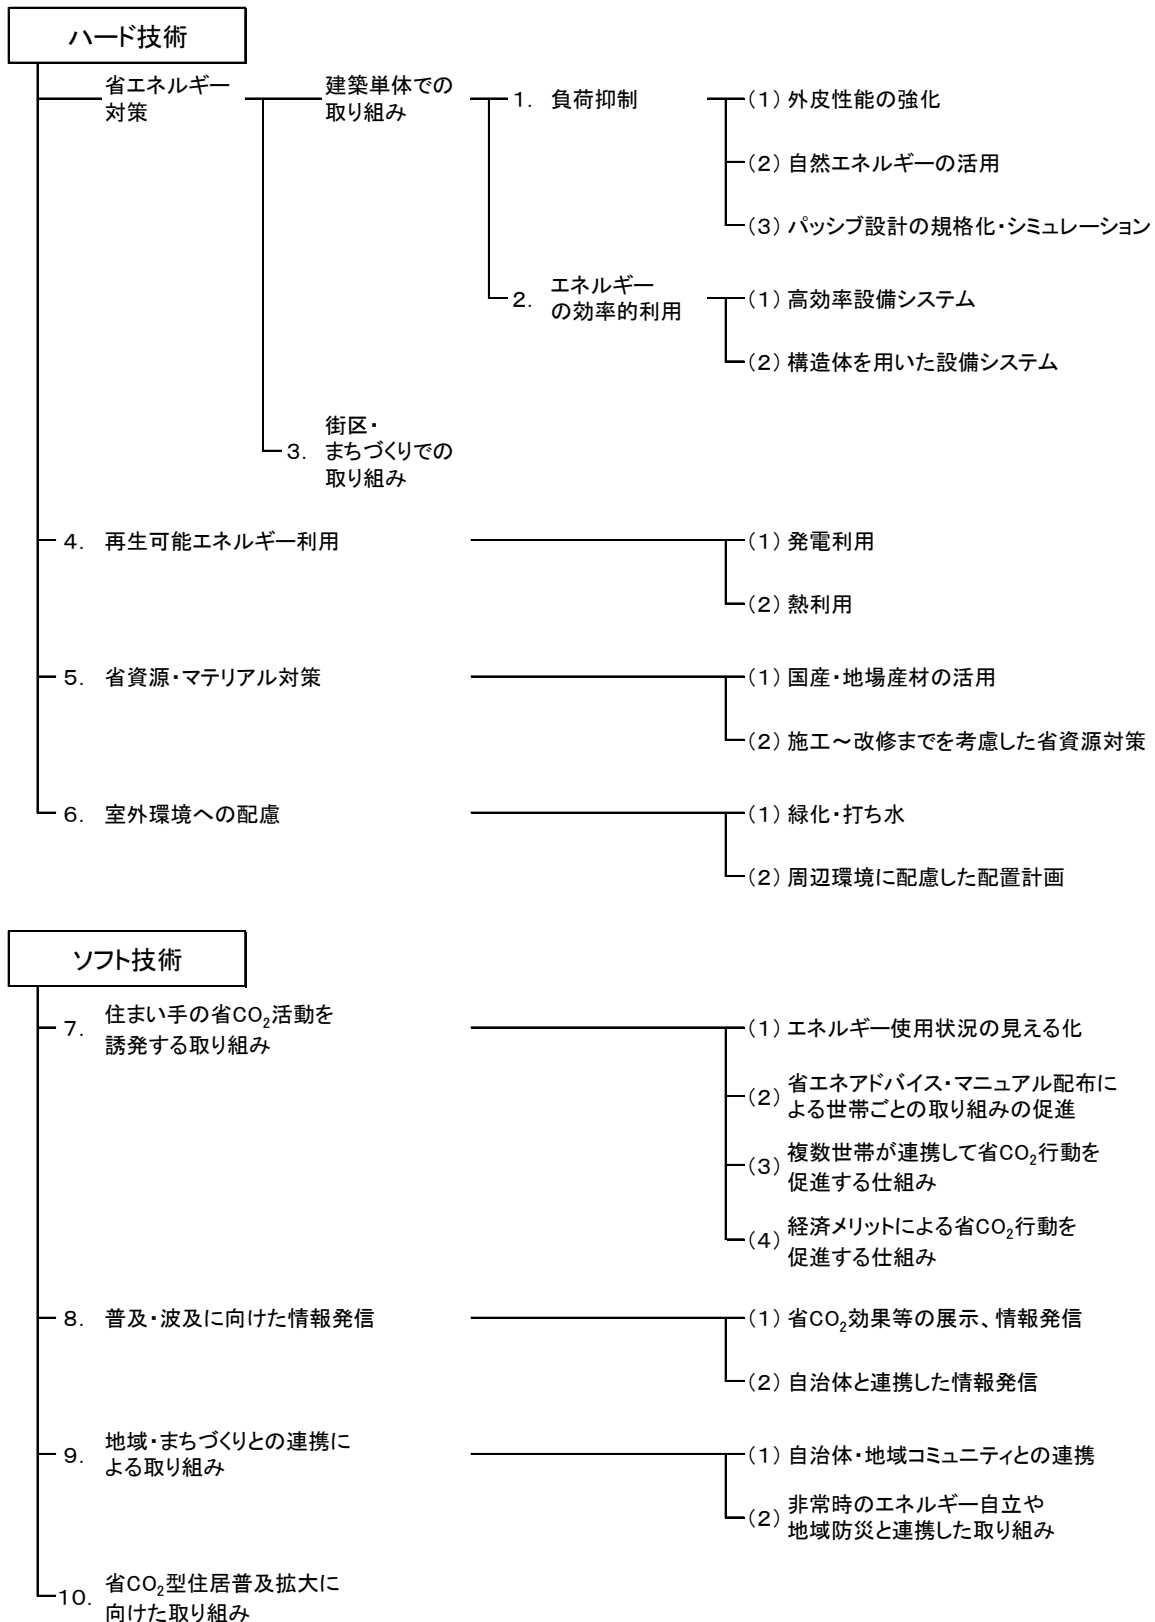 ハード技術
省エネルギー
対策
建築単体での
取り組み
1. 負荷抑制
(1) 外皮性能の強化
(2) 自然エネルギーの活用
(3) パッシブ設計の規格化・シミュレーション
2. エネルギー
の効率的利用
(1) 高効率設備システム
(2) 構造体を用いた設備システム
3. 街区・
まちづくりでの
取り組み
4. 再生可能エネルギー利用
(1) 発電利用
(2) 熱利用
5. 省資源・マテリアル対策
(1) 国産・地場産材の活用
(2) 施工～改修までを考慮した省資源対策
6. 室外環境への配慮
(1) 緑化・打ち水
(2) 周辺環境に配慮した配置計画
ソフト技術
7. 住まい手の省CO₂活動を
誘発する取り組み
(1) エネルギー使用状況の見える化
(2) 省エネアドバイス・マニュアル配布に
よる世帯ごとの取り組みの促進
(3) 複数世帯が連携して省CO₂行動を
促進する仕組み
(4) 経済メリットによる省CO₂行動を
促進する仕組み
8. 普及・波及に向けた情報発信
(1) 省CO₂効果等の展示、情報発信
(2) 自治体と連携した情報発信
9. 地域・まちづくりとの連携に
よる取り組み
(1) 自治体・地域コミュニティとの連携
(2) 非常時のエネルギー自立や
地域防災と連携した取り組み
10. 省CO₂型住居普及拡大に
向けた取り組み